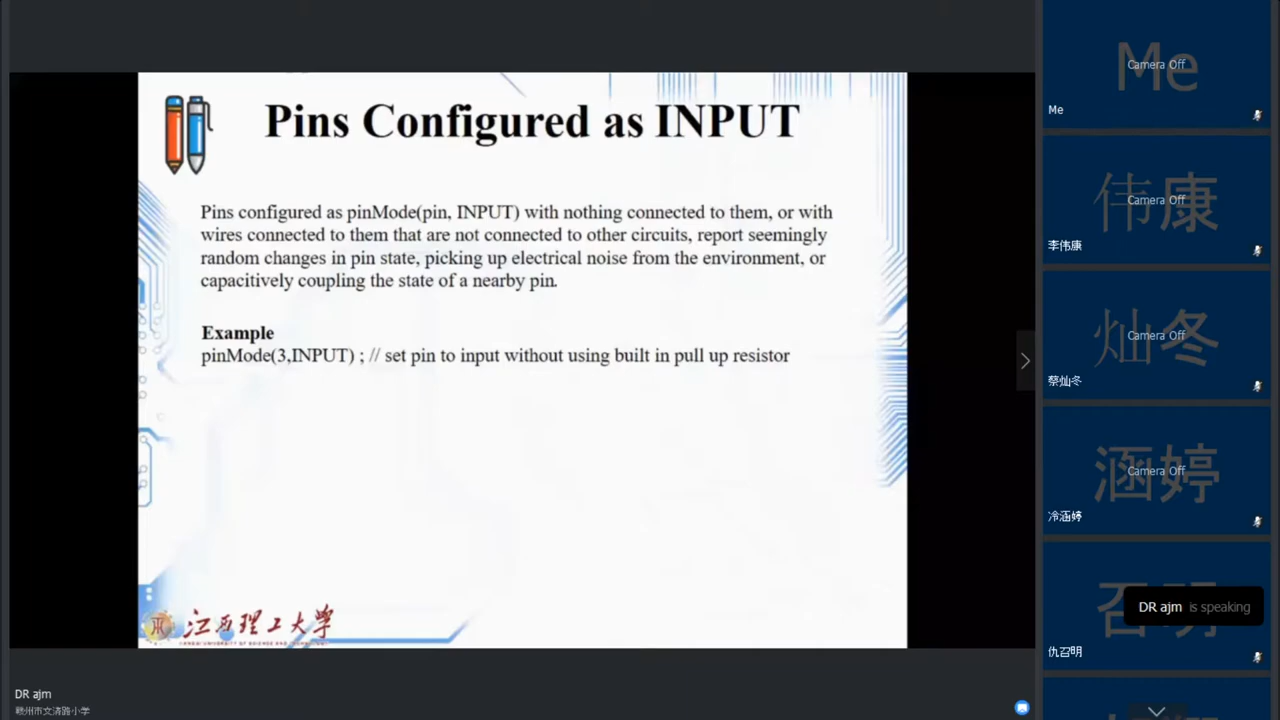 Pins Configured as INPUT
Pins configured as pinMode(pin, INPUT) with nothing connected to them, or with
wires connected to them that are not connected to other circuits, report seemingly
random changes in pin state, picking up electrical noise from the environment, or
capacitively coupling the state of a nearby pin.
Example
pinMode(3,INPUT) ; // set pin to input without using built in pull up resistor
江西理工大学
DR ajm
赣州市文清路小学
Me
Camera Off
Me
伟康
Camera Off
李伟康
灿冬
Camera Off
蔡灿冬
涵婷
Camera Off
冷涵婷
召明
DR ajm is speaking
仇召明